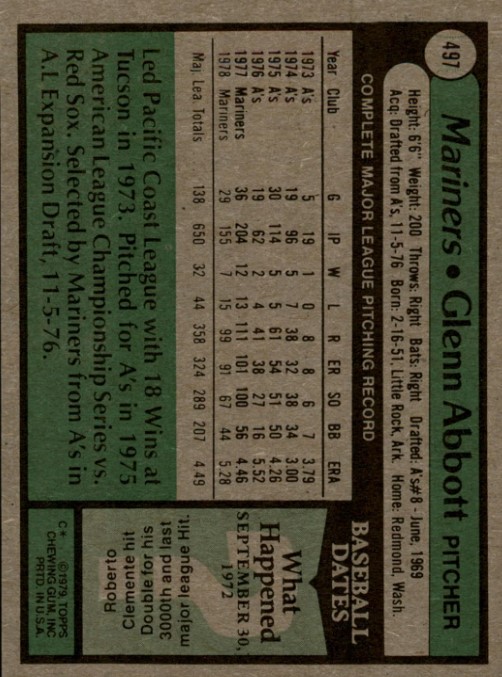 497
Mariners • Glenn Abbott PITCHER
Height: 6'6" Weight: 200 Throws: Right Bats: Right Drafted: A's#8 - June, 1969
Acq: Drafted from A's, 11-5-76 Born: 2-16-51, Little Rock, Ark. Home: Redmond Wash.
COMPLETE MAJOR LEAGUE PITCHING RECORD
Year Club G IP W L R ER SO BB ERA
1973 A's 5 19 1 0 8 8 6 7 3.79
1974 A's 19 96 5 7 38 32 38 34 3.00
1975 A's 30 114 5 5 61 54 51 50 4.26
1976 A's 19 62 2 4 41 38 27 16 5.52
1977 Mariners 36 204 12 13 111 101 100 56 4.46
1978 Mariners 29 155 7 15 99 91 67 44 5.28
Maj. Lea. Totals 138 650 32 44 358 324 289 207 4.49
Led Pacific Coast League with 18 Wins at
Tucson in 1973. Pitched for A's in 1975
American League Championship Series vs.
Red Sox. Selected by Mariners from A's in
A.L. Expansion Draft, 11-5-76.
BASEBALL
DATES
What
Happened
SEPTEMBER 30,
1972
Roberto
Clemente hit
Double for his
3000th and last
major league Hit.
C* ©1979, TOPPS
CHEWING GUM, INC
PRTD. IN U.S.A.